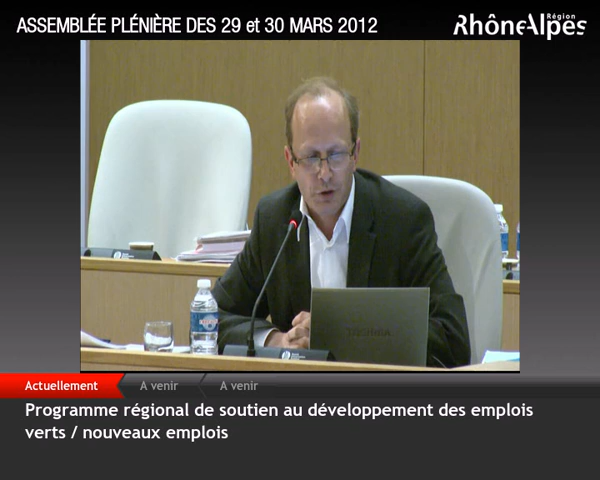 ASSEMBLÉE PLÉNIÈRE DES 29 et 30 MARS 2012
Région
RhôneAlpes
TOSHIBA
Actuellement
A venir
A venir
Programme régional de soutien au développement des emplois
verts / nouveaux emplois